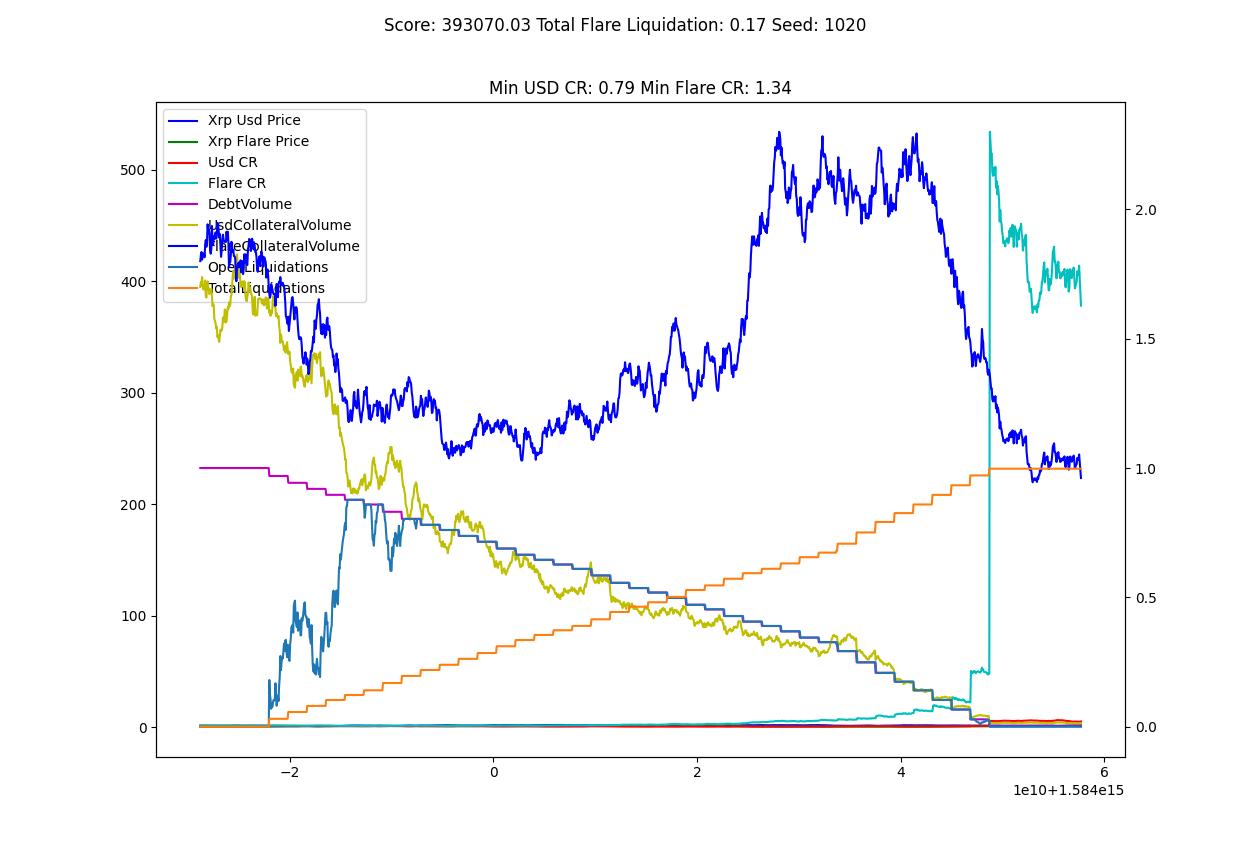 Score: 393070.03 Total Flare Liquidation: 0.17 Seed: 1020
Min USD CR: 0.79 Min Flare CR: 1.34
Xrp Usd Price
Xrp Flare Price
Usd CR
Flare CR
DebtVolume
UsdCollateralVolume
FlareCollateralVolume
OpenLiquidations
TotalLiquidations
500
400
300
200
100
0
2.0
1.5
1.0
0.5
0.0
−2 0 2 4 6
1e10+1.584e15